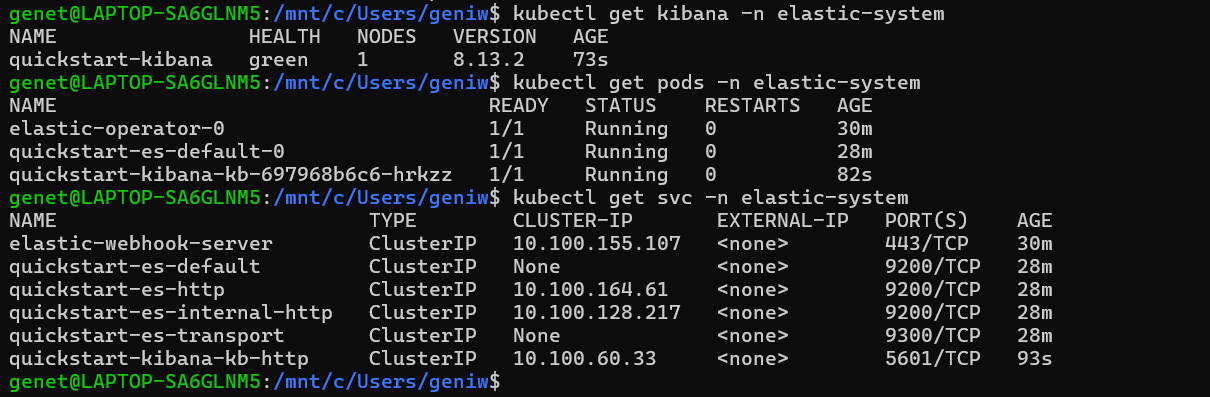 genet@LAPTOP-SA6GLNM5:/mnt/c/Users/geniw$ kubectl get kibana -n elastic-system
NAME                HEALTH   NODES   VERSION   AGE
quickstart-kibana   green    1       8.13.2    73s
genet@LAPTOP-SA6GLNM5:/mnt/c/Users/geniw$ kubectl get pods -n elastic-system
NAME                                    READY   STATUS    RESTARTS   AGE
elastic-operator-0                      1/1     Running   0          30m
quickstart-es-default-0                 1/1     Running   0          28m
quickstart-kibana-kb-697968b6c6-hrkzz   1/1     Running   0          82s
genet@LAPTOP-SA6GLNM5:/mnt/c/Users/geniw$ kubectl get svc -n elastic-system
NAME                          TYPE        CLUSTER-IP       EXTERNAL-IP   PORT(S)    AGE
elastic-webhook-server        ClusterIP   10.100.155.107   <none>        443/TCP    30m
quickstart-es-default         ClusterIP   None             <none>        9200/TCP   28m
quickstart-es-http            ClusterIP   10.100.164.61    <none>        9200/TCP   28m
quickstart-es-internal-http   ClusterIP   10.100.128.217   <none>        9200/TCP   28m
quickstart-es-transport       ClusterIP   None             <none>        9300/TCP   28m
quickstart-kibana-kb-http     ClusterIP   10.100.60.33     <none>        5601/TCP   93s
genet@LAPTOP-SA6GLNM5:/mnt/c/Users/geniw$